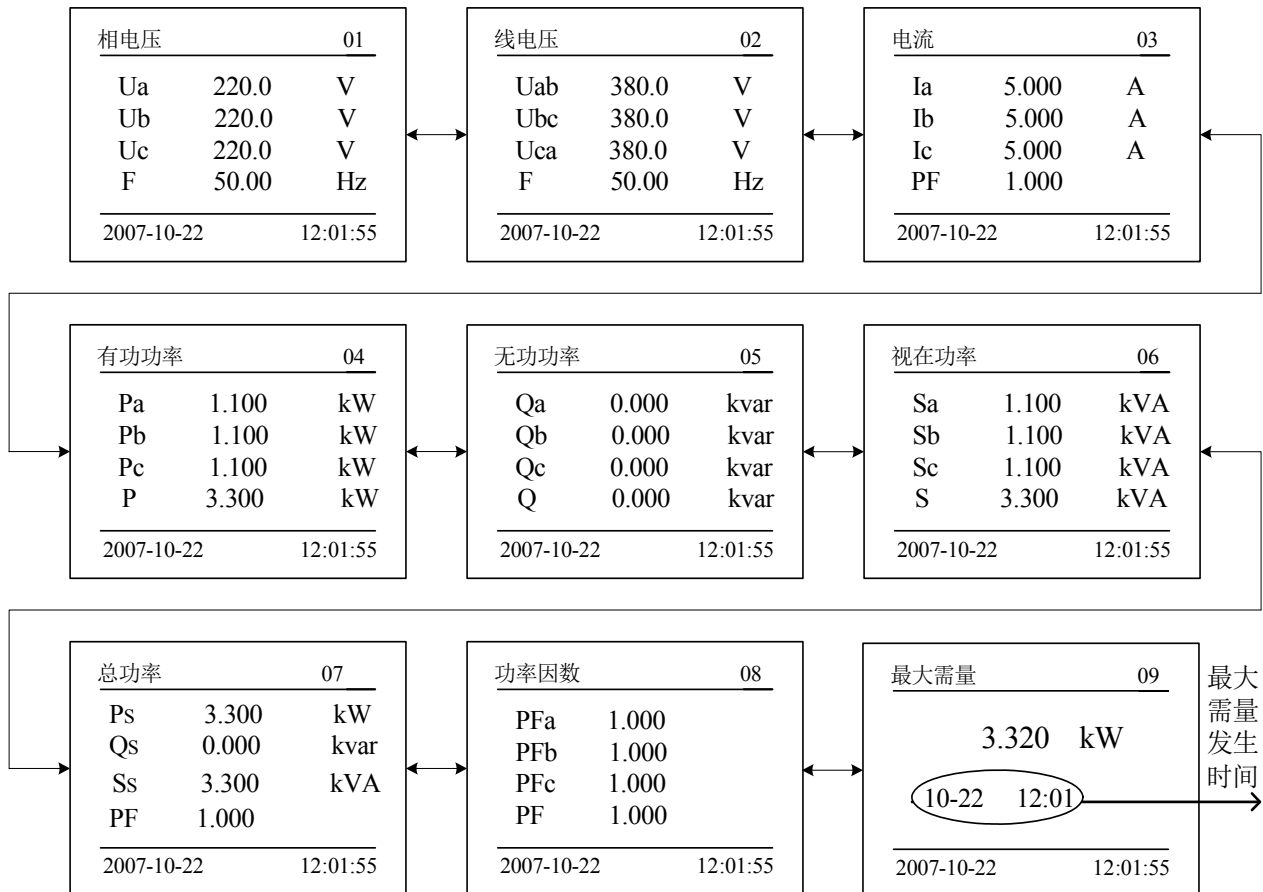 相电压 01
Ua 220.0 V
Ub 220.0 V
Uc 220.0 V
F 50.00 Hz
2007-10-22 12:01:55
线电压 02
Uab 380.0 V
Ubc 380.0 V
Uca 380.0 V
F 50.00 Hz
2007-10-22 12:01:55
电流 03
Ia 5.000 A
Ib 5.000 A
Ic 5.000 A
PF 1.000
2007-10-22 12:01:55
有功功率 04
Pa 1.100 kW
Pb 1.100 kW
Pc 1.100 kW
P 3.300 kW
2007-10-22 12:01:55
无功功率 05
Qa 0.000 kvar
Qb 0.000 kvar
Qc 0.000 kvar
Q 0.000 kvar
2007-10-22 12:01:55
视在功率 06
Sa 1.100 kVA
Sb 1.100 kVA
Sc 1.100 kVA
S 3.300 kVA
2007-10-22 12:01:55
总功率 07
Ps 3.300 kW
Qs 0.000 kvar
Ss 3.300 kVA
PF 1.000
2007-10-22 12:01:55
功率因数 08
PFa 1.000
PFb 1.000
PFc 1.000
PF 1.000
2007-10-22 12:01:55
最大需量 09
3.320 kW
10-22 12:01
2007-10-22 12:01:55
最大
需量
发生
时间